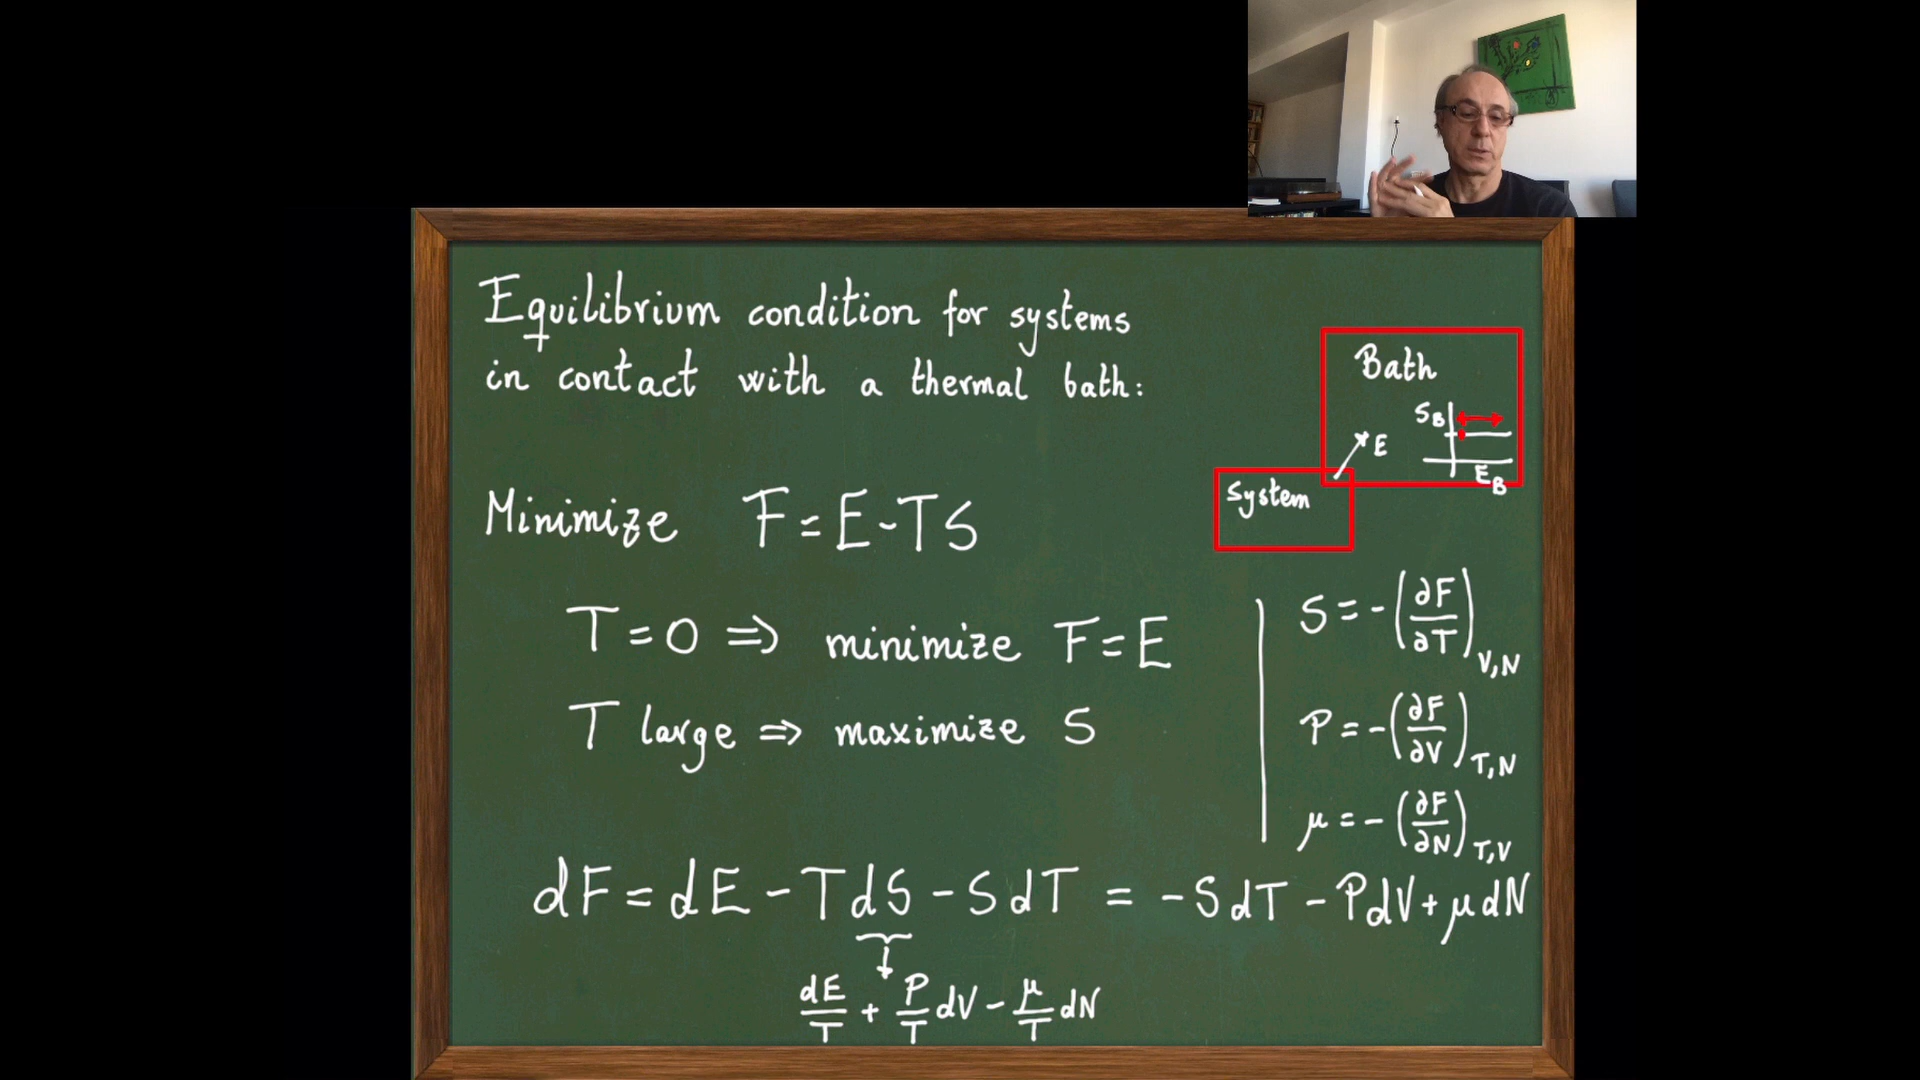 Equilibrium condition for systems
in contact with a thermal bath:
Bath
S_B
E
E_B
System
Minimize F = E - TS
T = 0 ⇒ minimize F = E
T large ⇒ maximize S
S = -(∂F/∂T)_{V,N}
P = -(∂F/∂V)_{T,N}
μ = -(∂F/∂N)_{T,V}
dF = dE - TdS - SdT = -SdT - PdV + μdN
dE/T + P/T dV - μ/T dN